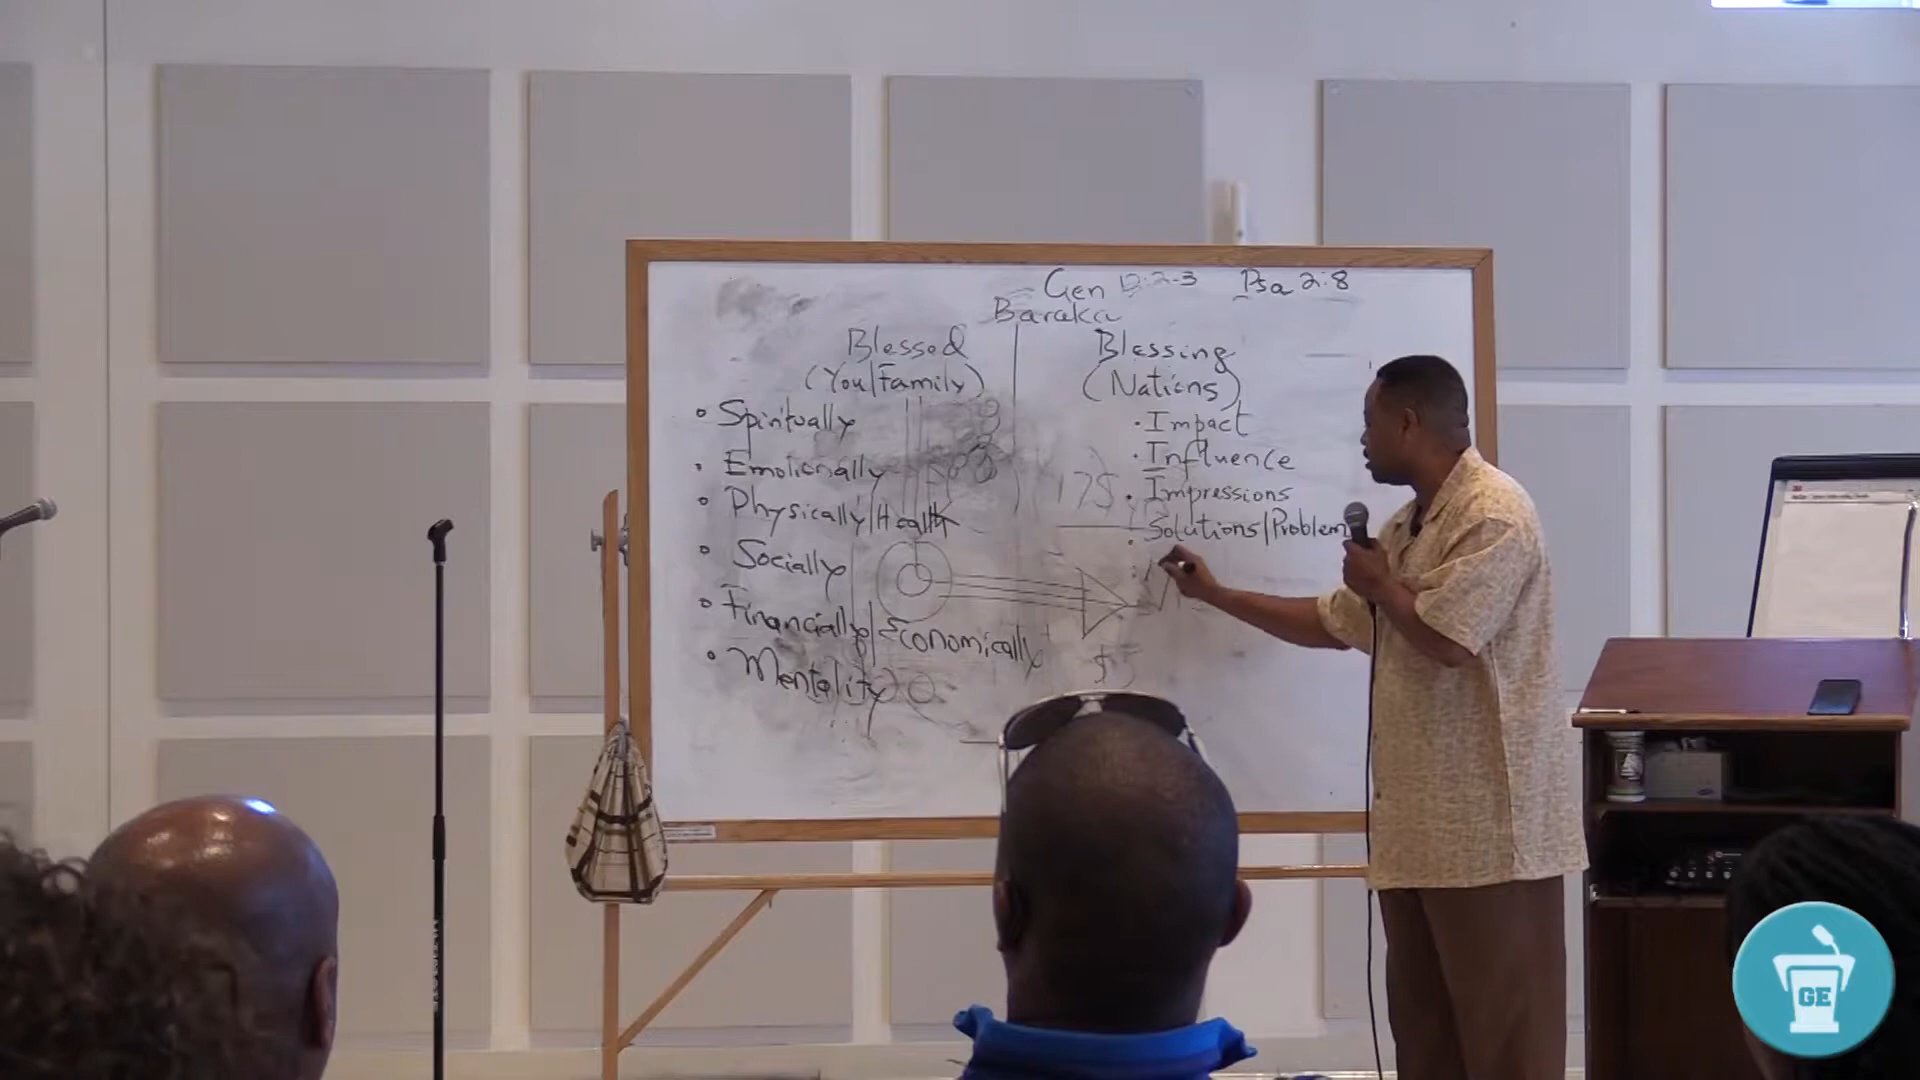 Gen 12:2-3 Psa 2:8
Baraka
Blessed
(You/Family)
• Spiritually
• Emotionally
• Physically/Health
• Socially
• Financially/Economically
• Mentality
Blessing
(Nations)
• Impact
• Influence
• Impressions
• Solutions/Problem
$5
GE